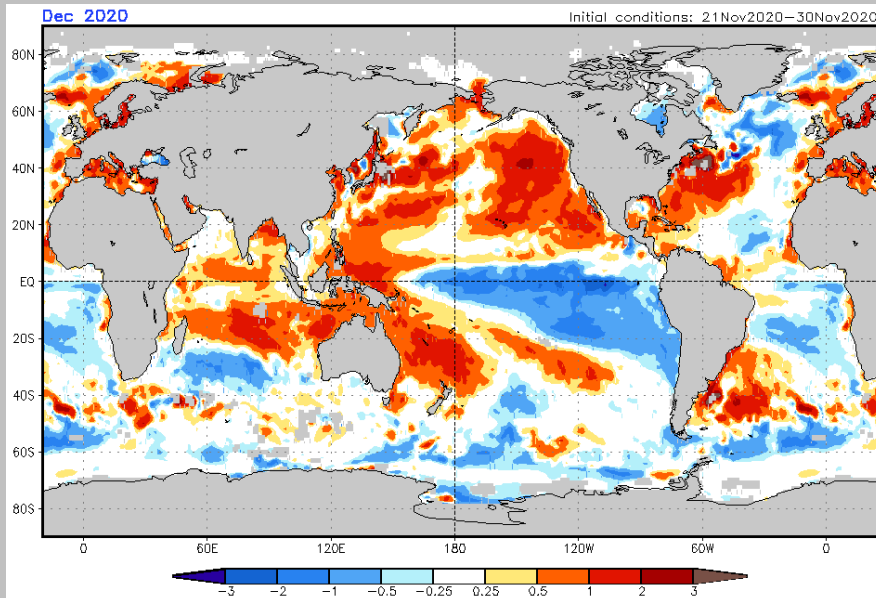 Dec 2020
Initial conditions: 21Nov2020-30Nov2020
80N
60N
40N
20N
EQ
20S
40S
60S
80S
0 60E 120E 180 120W 60W 0
-3 -2 -1 -0.5 -0.25 0.25 0.5 1 2 3